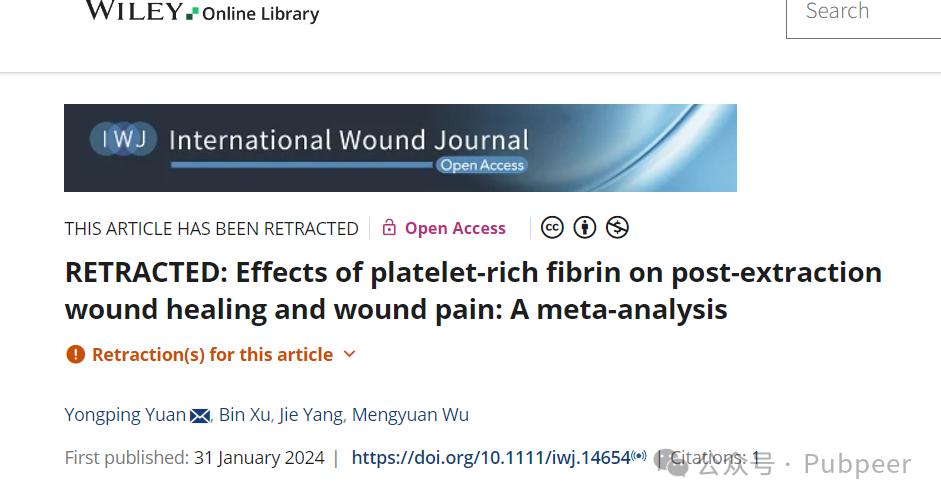 WILEY Online Library
Search
IWJ International Wound Journal
Open Access
THIS ARTICLE HAS BEEN RETRACTED Open Access cc
RETRACTED: Effects of platelet-rich fibrin on post-extraction
wound healing and wound pain: A meta-analysis
! Retraction(s) for this article
Yongping Yuan, Bin Xu, Jie Yang, Mengyuan Wu
First published: 31 January 2024 | https://doi.org/10.1111/iwj.14654 | Citations: 1
公众号 · Pubpeer